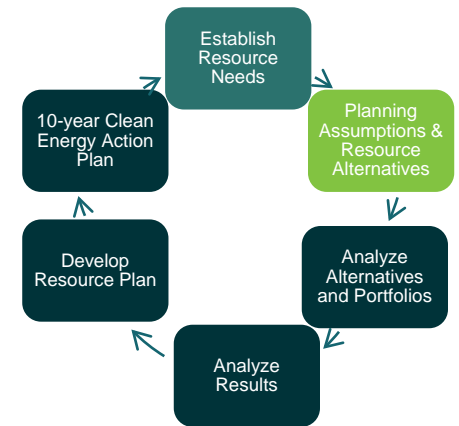 Establish
Resource
Needs
Planning
Assumptions &
Resource
Alternatives
Analyze
Alternatives
and Portfolios
Analyze
Results
Develop
Resource Plan
10-year Clean
Energy Action
Plan